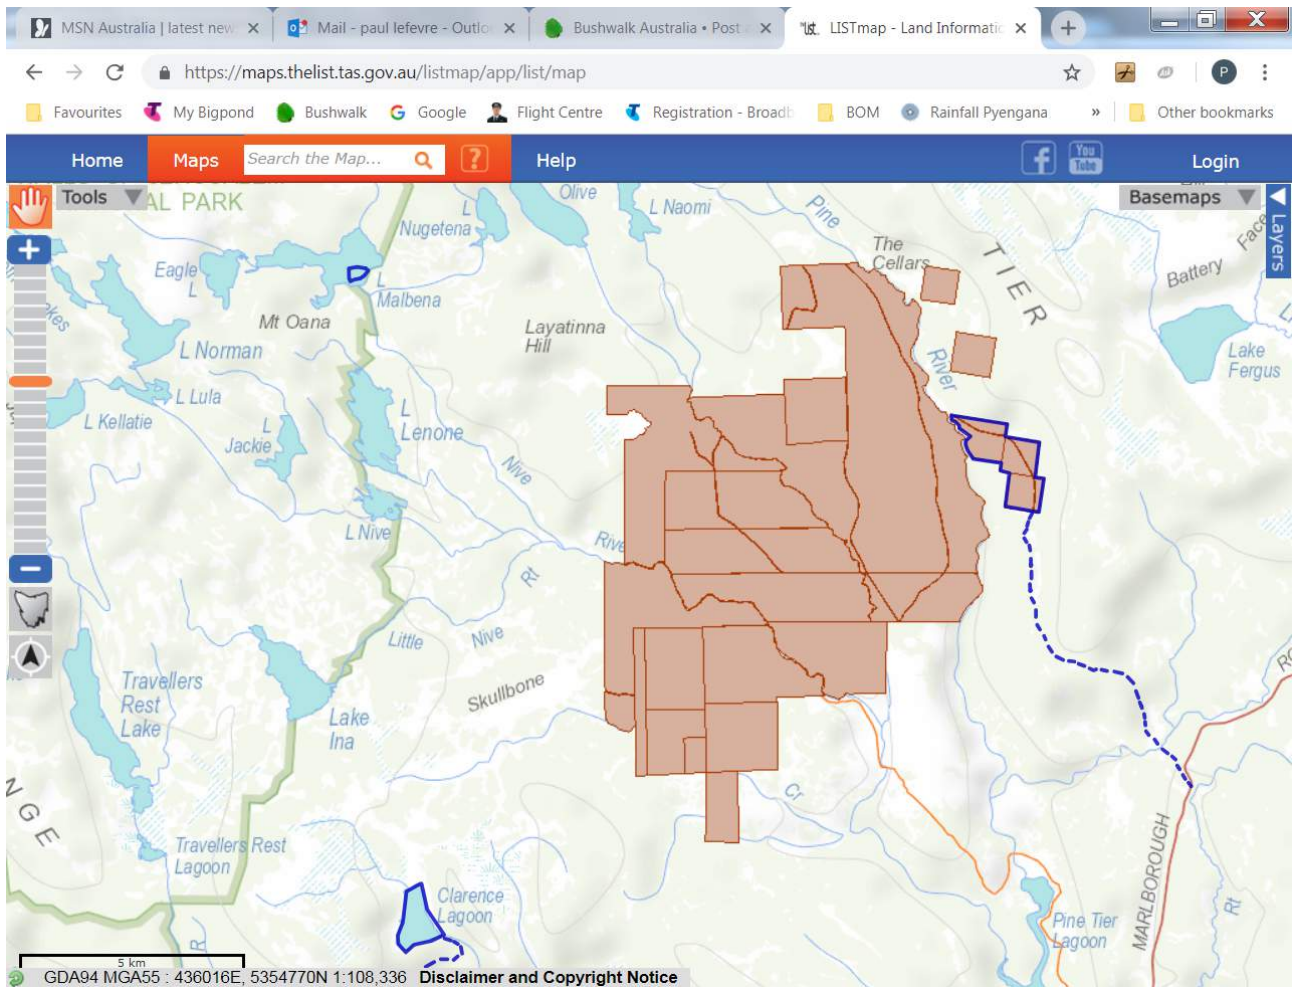 MSN Australia | latest new
Mail - paul lefevre - Outlo
Bushwalk Australia • Post
LISTmap - Land Informatic
https://maps.thelist.tas.gov.au/listmap/app/list/map
P
Favourites
My Bigpond
Bushwalk
Google
Flight Centre
Registration - Broadb
BOM
Rainfall Pyengana
»
Other bookmarks
Home
Maps
Search the Map...
?
Help
f
You
Tube
Login
Tools
AL PARK
Basemaps
Layers
L
Nugetena
Olive
L Naomi
Pine
The
Cellars
TIER
Battery
Face
Eagle
L
L
Malbena
Mt Oana
Layatinna
Hill
L Norman
River
Lake
Fergus
L Lula
L Kellatie
L
Jackie
L
Lenone
Nive
L Nive
River
Rt
Little
Nive
Skullbone
Travellers
Rest
Lake
Lake
Ina
NGE
Cr
Travellers Rest
Lagoon
Clarence
Lagoon
R
MARLBOROUGH
Pine Tier
Lagoon
Rt
5 km
GDA94 MGA55 : 436016E, 5354770N 1:108,336 Disclaimer and Copyright Notice